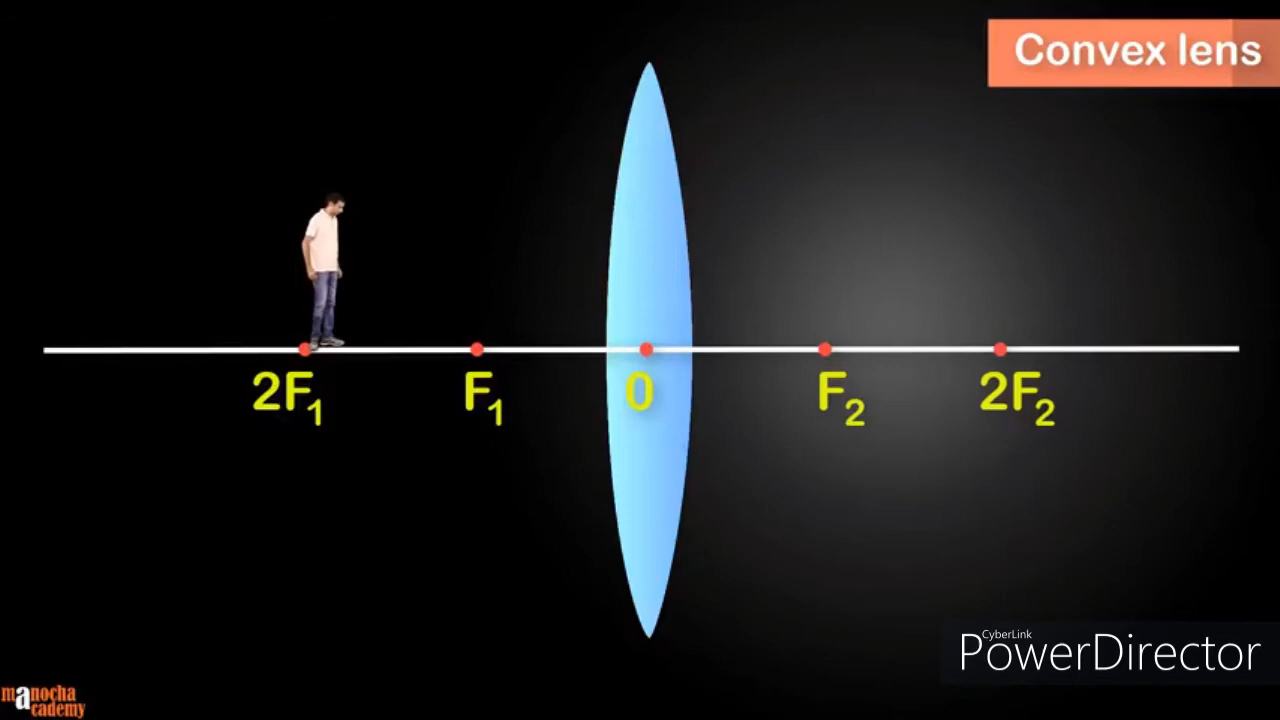 Convex lens
2F1 F1 0 F2 2F2
CyberLink
PowerDirector
manocha
academy